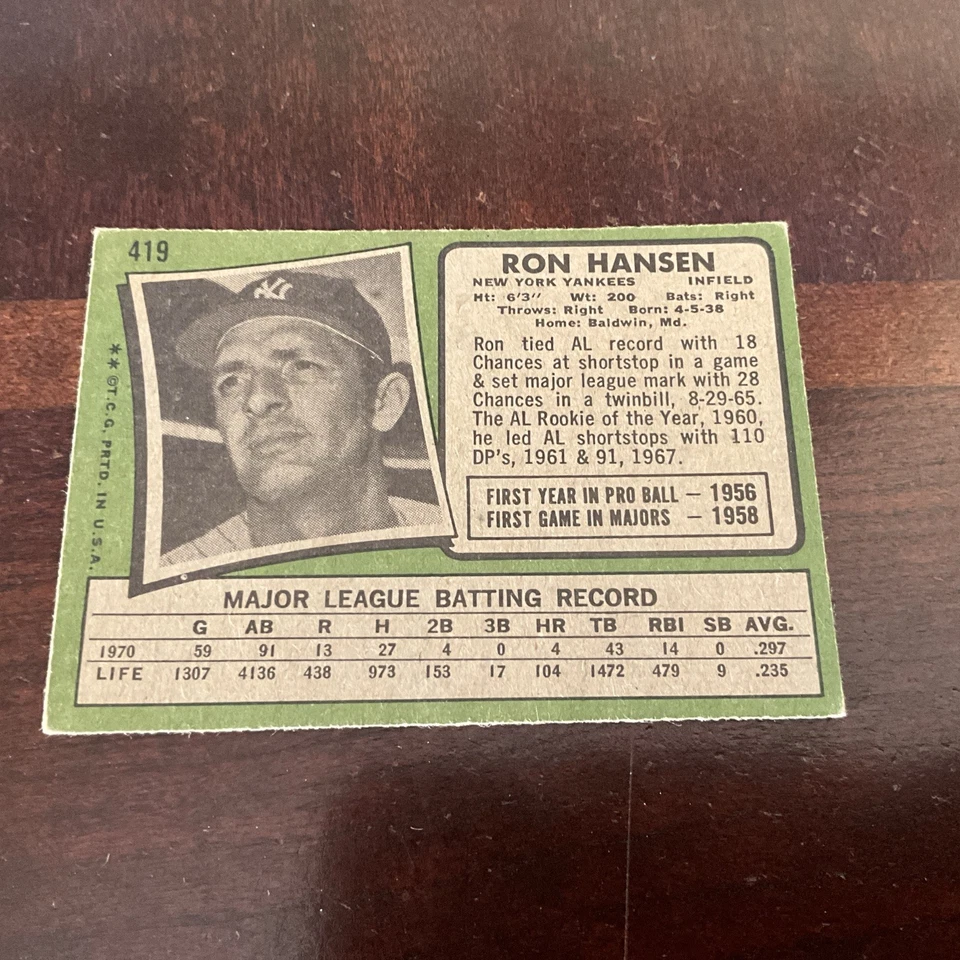 419
RON HANSEN
NEW YORK YANKEES INFIELD
Ht: 6'3" Wt: 200 Bats: Right
Throws: Right Born: 4-5-38
Home: Baldwin, Md.
Ron tied AL record with 18
Chances at shortstop in a game
& set major league mark with 28
Chances in a twinbill, 8-29-65.
The AL Rookie of the Year, 1960,
he led AL shortstops with 110
DP's, 1961 & 91, 1967.
FIRST YEAR IN PRO BALL — 1956
FIRST GAME IN MAJORS — 1958
NY
** ©T.C.G. PRTD. IN U.S.A.
MAJOR LEAGUE BATTING RECORD
G AB R H 2B 3B HR TB RBI SB AVG.
1970 59 91 13 27 4 0 4 43 14 0 .297
LIFE 1307 4136 438 973 153 17 104 1472 479 9 .235